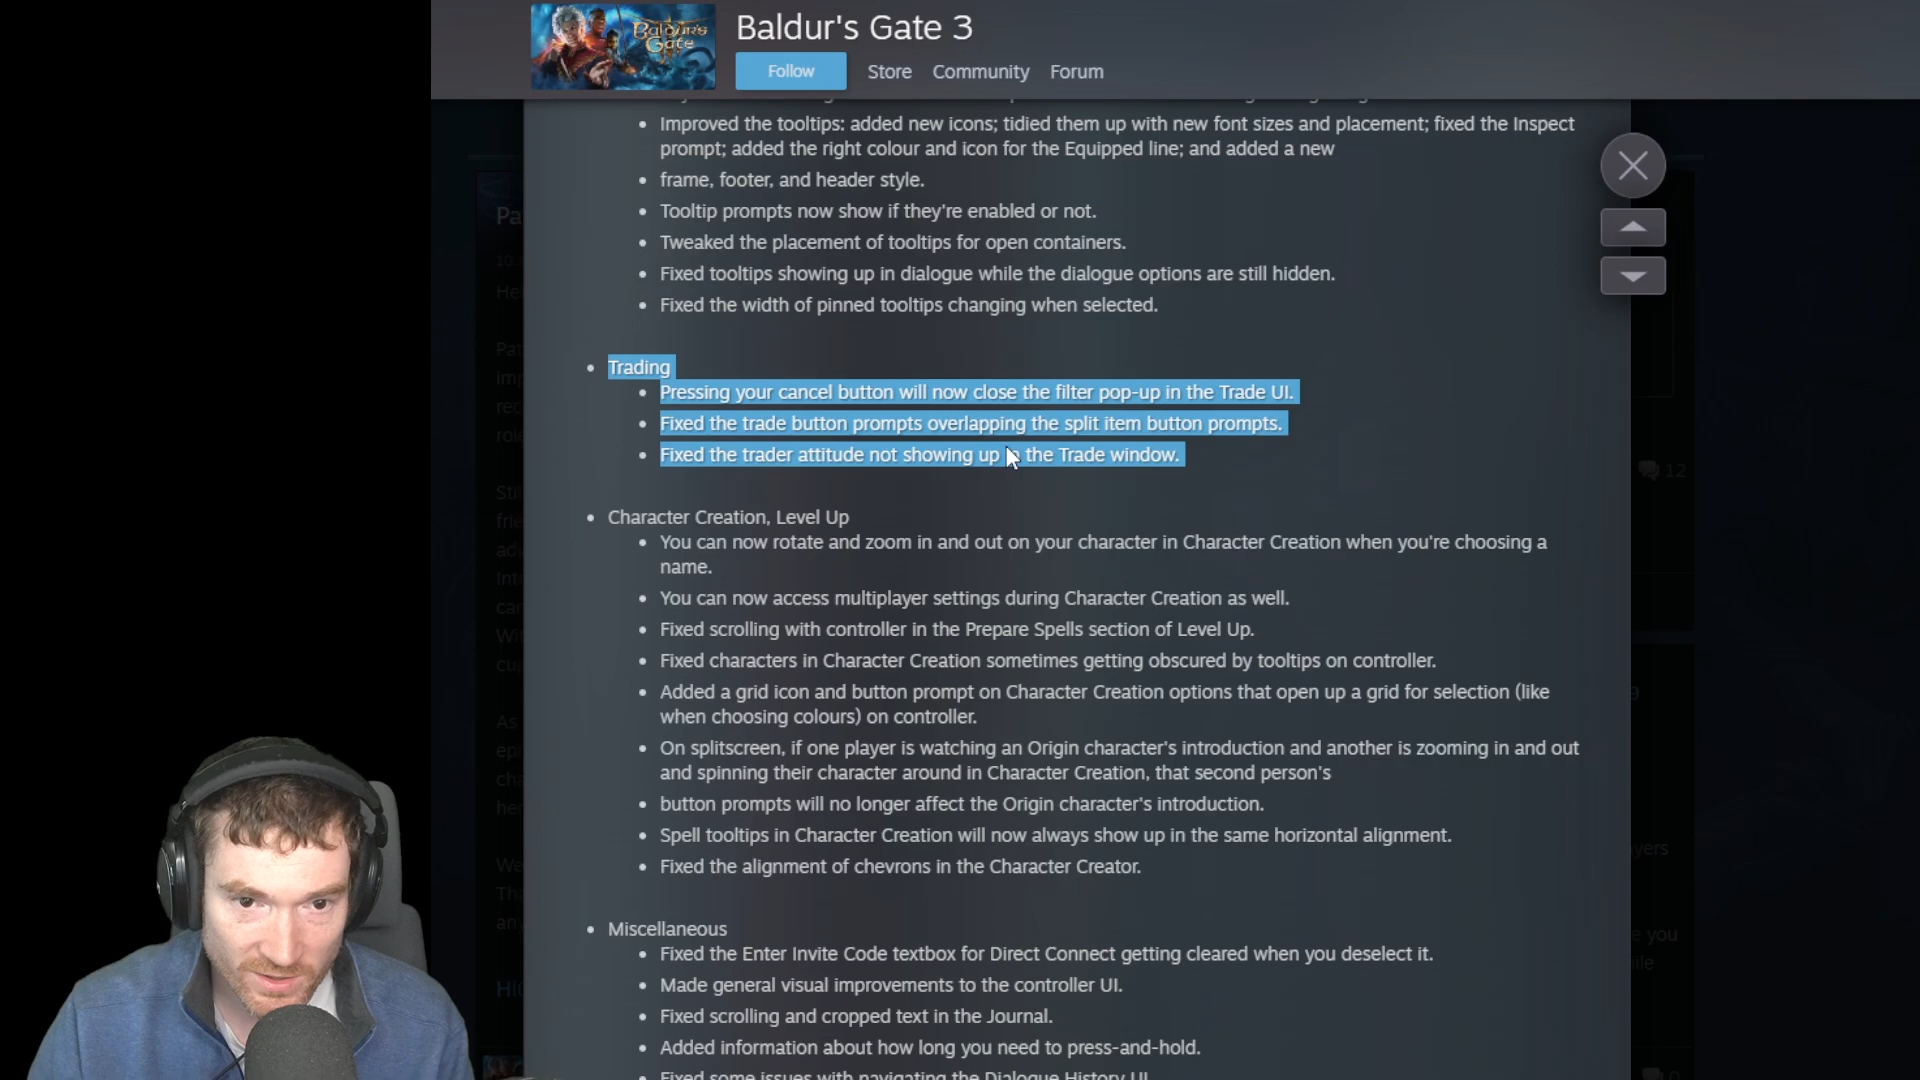 Baldur's Gate 3
Baldur's
Gate
Follow Store Community Forum
Improved the tooltips: added new icons; tidied them up with new font sizes and placement; fixed the Inspect
prompt; added the right colour and icon for the Equipped line; and added a new
frame, footer, and header style.
Tooltip prompts now show if they're enabled or not.
Tweaked the placement of tooltips for open containers.
Fixed tooltips showing up in dialogue while the dialogue options are still hidden.
Fixed the width of pinned tooltips changing when selected.
Trading
Pressing your cancel button will now close the filter pop-up in the Trade UI.
Fixed the trade button prompts overlapping the split item button prompts.
Fixed the trader attitude not showing up in the Trade window.
12
Character Creation, Level Up
You can now rotate and zoom in and out on your character in Character Creation when you're choosing a
name.
You can now access multiplayer settings during Character Creation as well.
Fixed scrolling with controller in the Prepare Spells section of Level Up.
Fixed characters in Character Creation sometimes getting obscured by tooltips on controller.
Added a grid icon and button prompt on Character Creation options that open up a grid for selection (like
when choosing colours) on controller.
On splitscreen, if one player is watching an Origin character's introduction and another is zooming in and out
and spinning their character around in Character Creation, that second person's
button prompts will no longer affect the Origin character's introduction.
Spell tooltips in Character Creation will now always show up in the same horizontal alignment.
Fixed the alignment of chevrons in the Character Creator.
Miscellaneous
Fixed the Enter Invite Code textbox for Direct Connect getting cleared when you deselect it.
Made general visual improvements to the controller UI.
Fixed scrolling and cropped text in the Journal.
Added information about how long you need to press-and-hold.
Fixed some issues with navigating the Dialogue History UI.